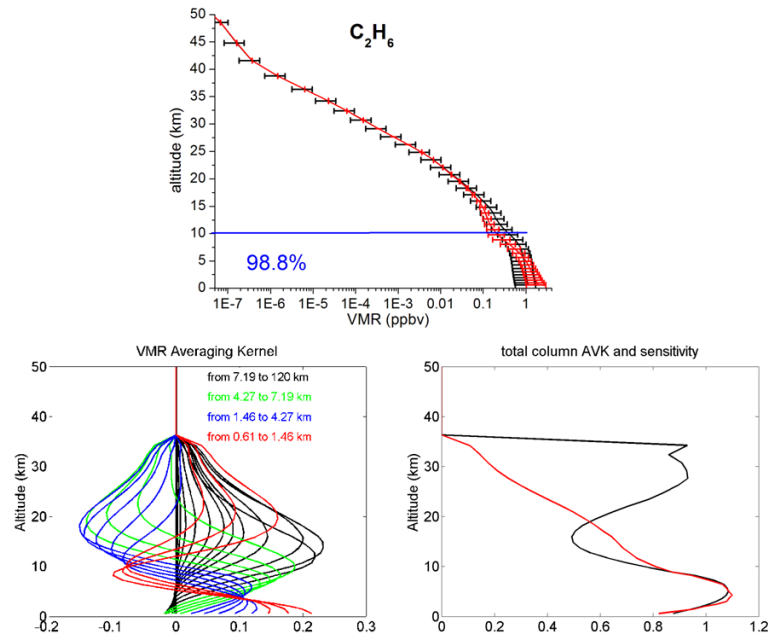 C2H6
50
45
40
35
30
25
20
15
10
5
0
altitude (km)
98.8%
1E-7 1E-6 1E-5 1E-4 1E-3 0.01 0.1 1
VMR (ppbv)
VMR Averaging Kernel
50
40
30
20
10
0
Altitude (km)
from 7.19 to 120 km
from 4.27 to 7.19 km
from 1.46 to 4.27 km
from 0.61 to 1.46 km
-0.2 -0.1 0 0.1 0.2 0.3
total column AVK and sensitivity
50
40
30
20
10
0
Altitude (km)
0 0.2 0.4 0.6 0.8 1.0 1.2